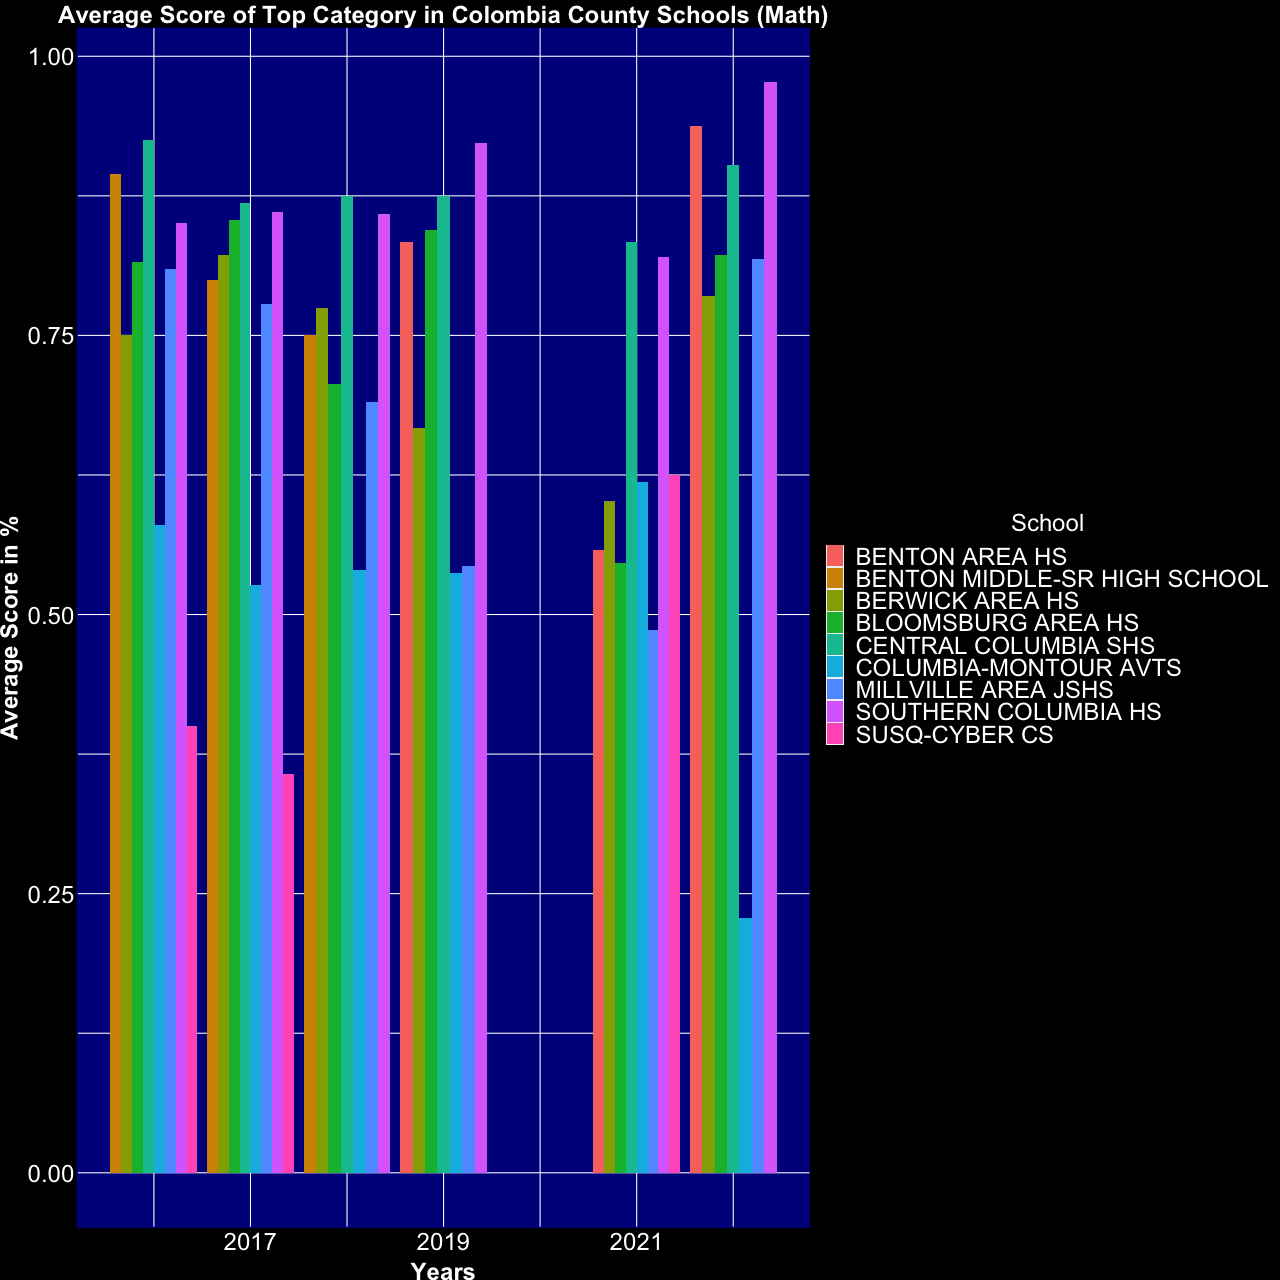 Average Score of Top Category in Colombia County Schools (Math)
1.00
0.75
0.50
0.25
0.00
Average Score in %
2017
2019
2021
Years
School
BENTON AREA HS
BENTON MIDDLE-SR HIGH SCHOOL
BERWICK AREA HS
BLOOMSBURG AREA HS
CENTRAL COLUMBIA SHS
COLUMBIA-MONTOUR AVTS
MILLVILLE AREA JSHS
SOUTHERN COLUMBIA HS
SUSQ-CYBER CS